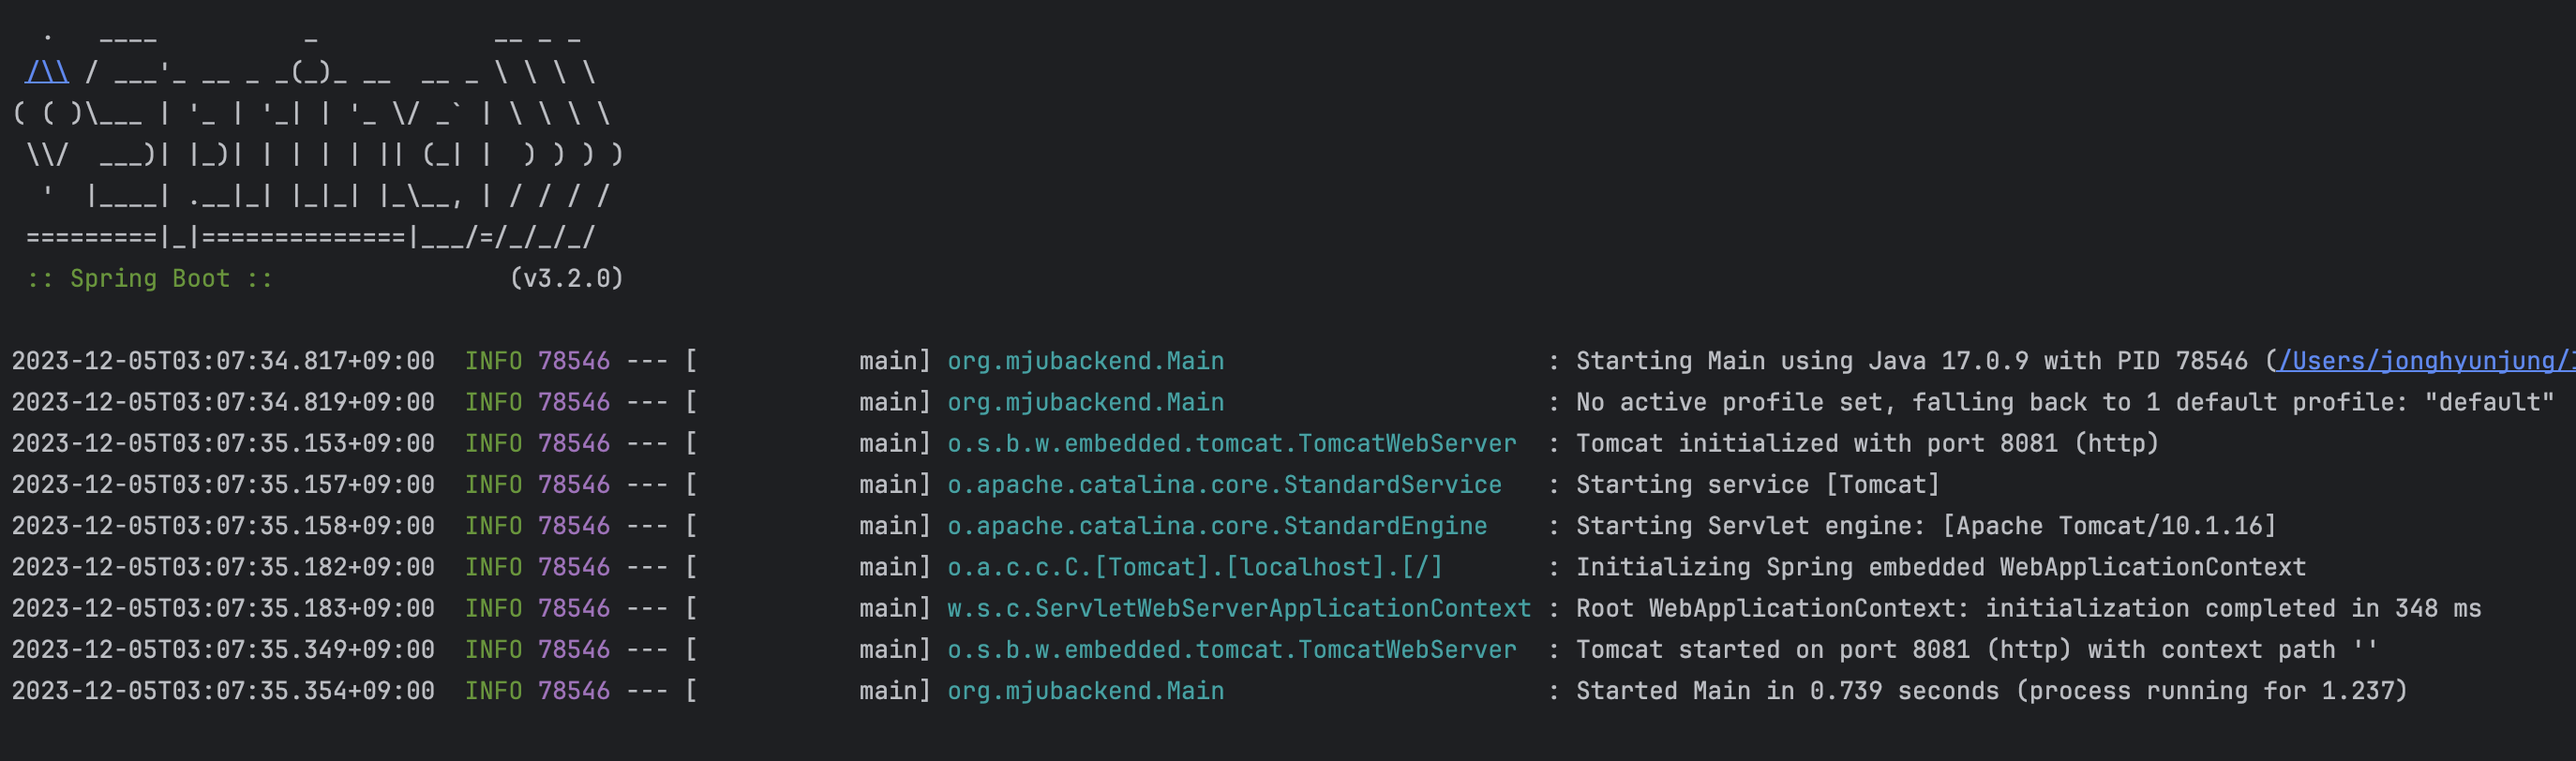 .   ____          _            __ _ _
 /\\ / ___'_ __ _ _(_)_ __  __ _ \ \ \ \
( ( )\___ | '_ | '_| | '_ \/ _` | \ \ \ \
 \\/  ___)| |_)| | | | | || (_| |  ) ) ) )
  '  |____| .__|_| |_|_| |_\__, | / / / /
 =========|_|==============|___/=/_/_/_/
 :: Spring Boot ::                (v3.2.0)
2023-12-05T03:07:34.817+09:00  INFO 78546 --- [           main] org.mjubackend.Main                      : Starting Main using Java 17.0.9 with PID 78546 (/Users/jonghyunjung/
2023-12-05T03:07:34.819+09:00  INFO 78546 --- [           main] org.mjubackend.Main                      : No active profile set, falling back to 1 default profile: "default"
2023-12-05T03:07:35.153+09:00  INFO 78546 --- [           main] o.s.b.w.embedded.tomcat.TomcatWebServer  : Tomcat initialized with port 8081 (http)
2023-12-05T03:07:35.157+09:00  INFO 78546 --- [           main] o.apache.catalina.core.StandardService   : Starting service [Tomcat]
2023-12-05T03:07:35.158+09:00  INFO 78546 --- [           main] o.apache.catalina.core.StandardEngine    : Starting Servlet engine: [Apache Tomcat/10.1.16]
2023-12-05T03:07:35.182+09:00  INFO 78546 --- [           main] o.a.c.c.C.[Tomcat].[localhost].[/]       : Initializing Spring embedded WebApplicationContext
2023-12-05T03:07:35.183+09:00  INFO 78546 --- [           main] w.s.c.ServletWebServerApplicationContext : Root WebApplicationContext: initialization completed in 348 ms
2023-12-05T03:07:35.349+09:00  INFO 78546 --- [           main] o.s.b.w.embedded.tomcat.TomcatWebServer  : Tomcat started on port 8081 (http) with context path ''
2023-12-05T03:07:35.354+09:00  INFO 78546 --- [           main] org.mjubackend.Main                      : Started Main in 0.739 seconds (process running for 1.237)